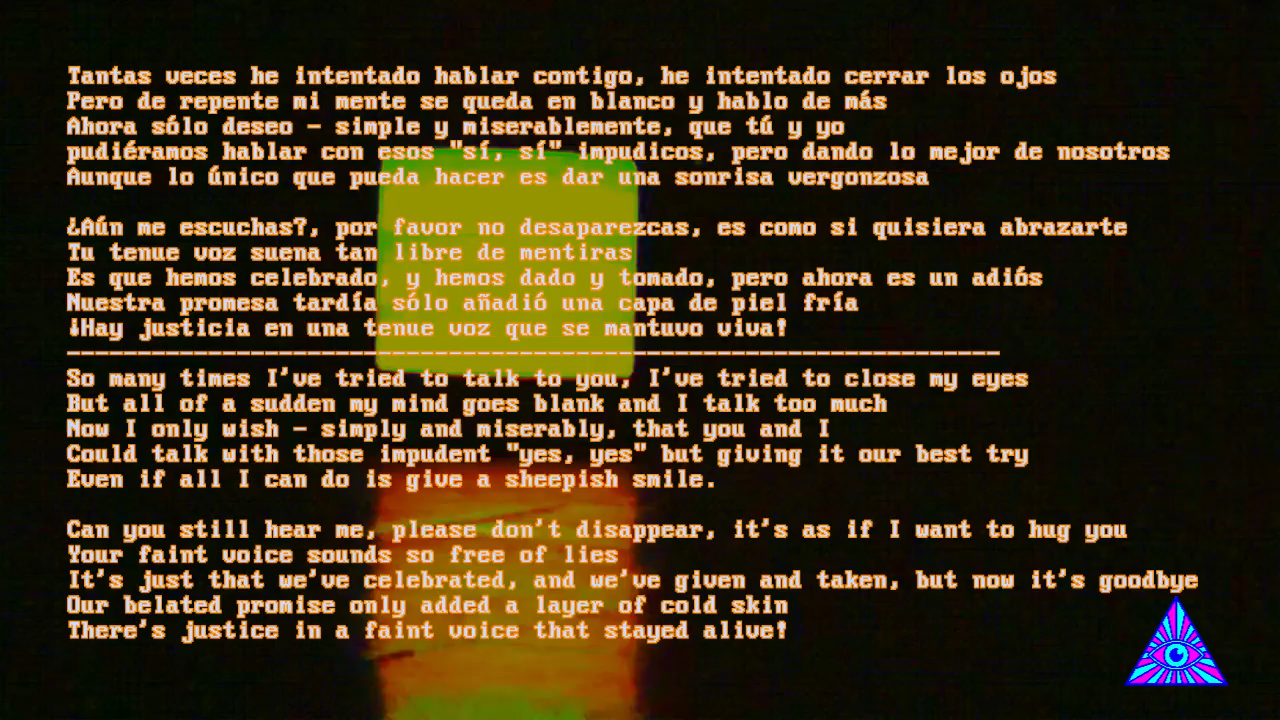 Tantas veces he intentado hablar contigo, he intentado cerrar los ojos
Pero de repente mi mente se queda en blanco y hablo de más
Ahora sólo deseo - simple y miserablemente, que tú y yo
pudiéramos hablar con esos "sí, sí" impudicos, pero dando lo mejor de nosotros
Aunque lo único que pueda hacer es dar una sonrisa vergonzosa
¿Aún me escuchas?, por favor no desaparezcas, es como si quisiera abrazarte
Tu tenue voz suena tan libre de mentiras
Es que hemos celebrado, y hemos dado y tomado, pero ahora es un adiós
Nuestra promesa tardía sólo añadió una capa de piel fría
¡Hay justicia en una tenue voz que se mantuvo viva!
------------------------------------------------------------------
So many times I've tried to talk to you, I've tried to close my eyes
But all of a sudden my mind goes blank and I talk too much
Now I only wish - simply and miserably, that you and I
Could talk with those impudent "yes, yes" but giving it our best try
Even if all I can do is give a sheepish smile.
Can you still hear me, please don't disappear, it's as if I want to hug you
Your faint voice sounds so free of lies
It's just that we've celebrated, and we've given and taken, but now it's goodbye
Our belated promise only added a layer of cold skin
There's justice in a faint voice that stayed alive!